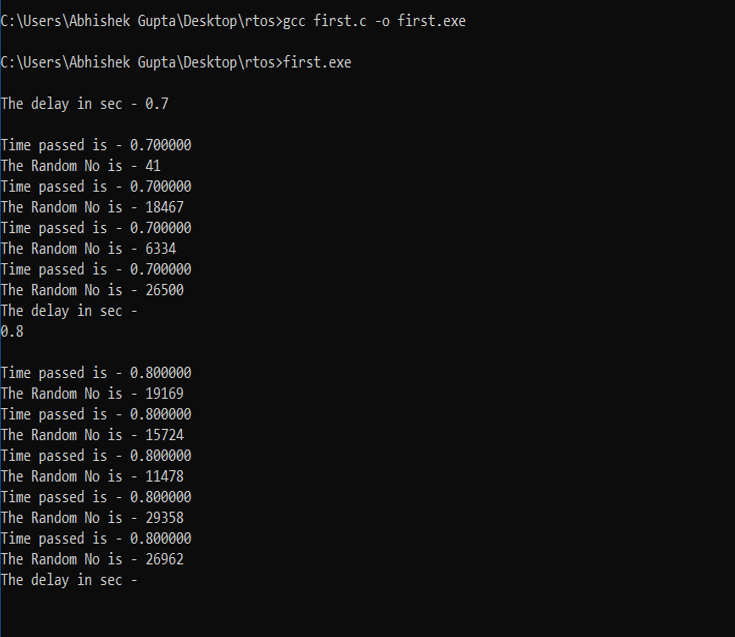 C:\Users\Abhishek Gupta\Desktop\rtos>gcc first.c -o first.exe
C:\Users\Abhishek Gupta\Desktop\rtos>first.exe
The delay in sec - 0.7
Time passed is - 0.700000
The Random No is - 41
Time passed is - 0.700000
The Random No is - 18467
Time passed is - 0.700000
The Random No is - 6334
Time passed is - 0.700000
The Random No is - 26500
The delay in sec -
0.8
Time passed is - 0.800000
The Random No is - 19169
Time passed is - 0.800000
The Random No is - 15724
Time passed is - 0.800000
The Random No is - 11478
Time passed is - 0.800000
The Random No is - 29358
Time passed is - 0.800000
The Random No is - 26962
The delay in sec -